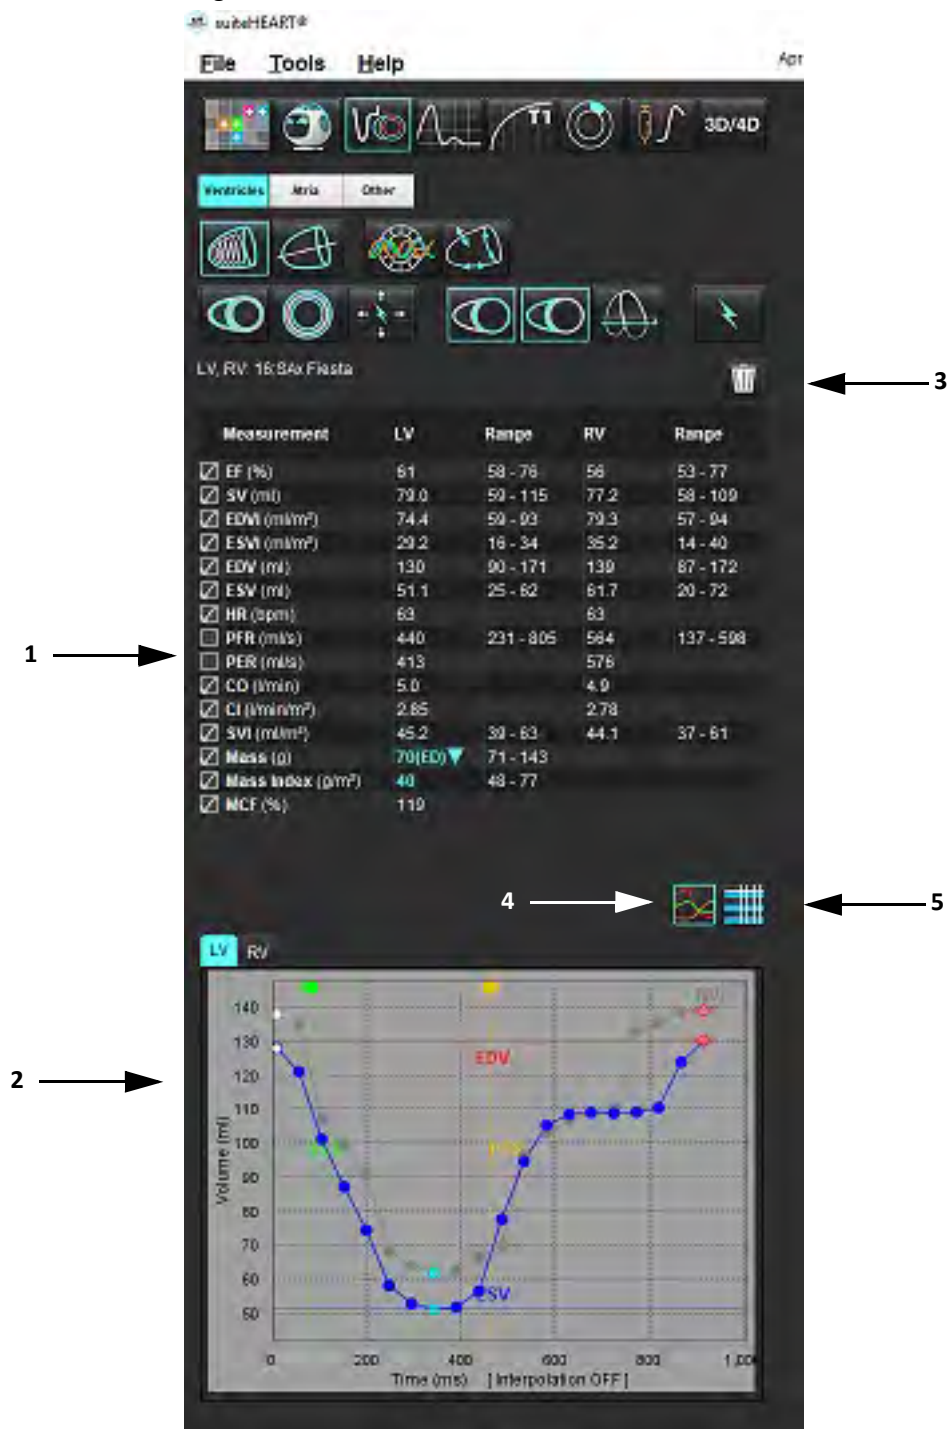 suiteHEART®
File Tools Help Apr
T1 3D/4D
Ventricles Atria Other
LV, RV: 16:SAx Fiesta
3
Measurement LV Range RV Range
EF (%) 61 58 - 76 56 53 - 77
SV (ml) 79.0 59 - 115 77.2 58 - 109
EDVI (ml/m²) 74.4 59 - 93 79.3 57 - 94
ESVI (ml/m²) 29.2 16 - 34 35.2 14 - 40
EDV (ml) 130 90 - 171 139 87 - 172
ESV (ml) 51.1 25 - 62 61.7 20 - 72
HR (bpm) 63 63
PFR (ml/s) 440 231 - 805 564 137 - 598
1
PER (ml/s) 413 576
CO (l/min) 5.0 4.9
CI (l/min/m²) 2.85 2.78
SVI (ml/m²) 45.2 39 - 63 44.1 37 - 61
Mass (g) 70(ED) 71 - 143
Mass Index (g/m²) 40 48 - 77
MCF (%) 119
4 5
LV RV
140
130
EDV
120
2
110
100
90
80
70
60
50
ESV
Volume (ml)
0 200 400 600 800 1,00
Time (ms) [ Interpolation OFF ]